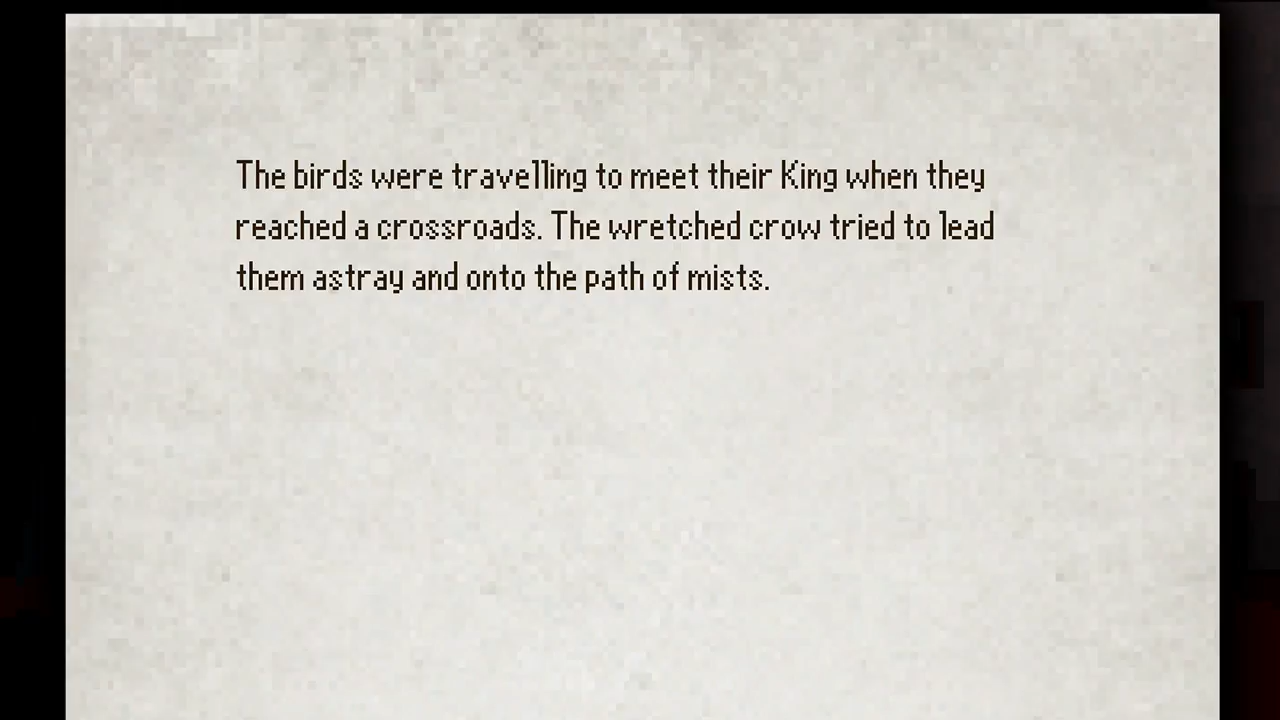 The birds were travelling to meet their King when they
reached a crossroads. The wretched crow tried to lead
them astray and onto the path of mists.